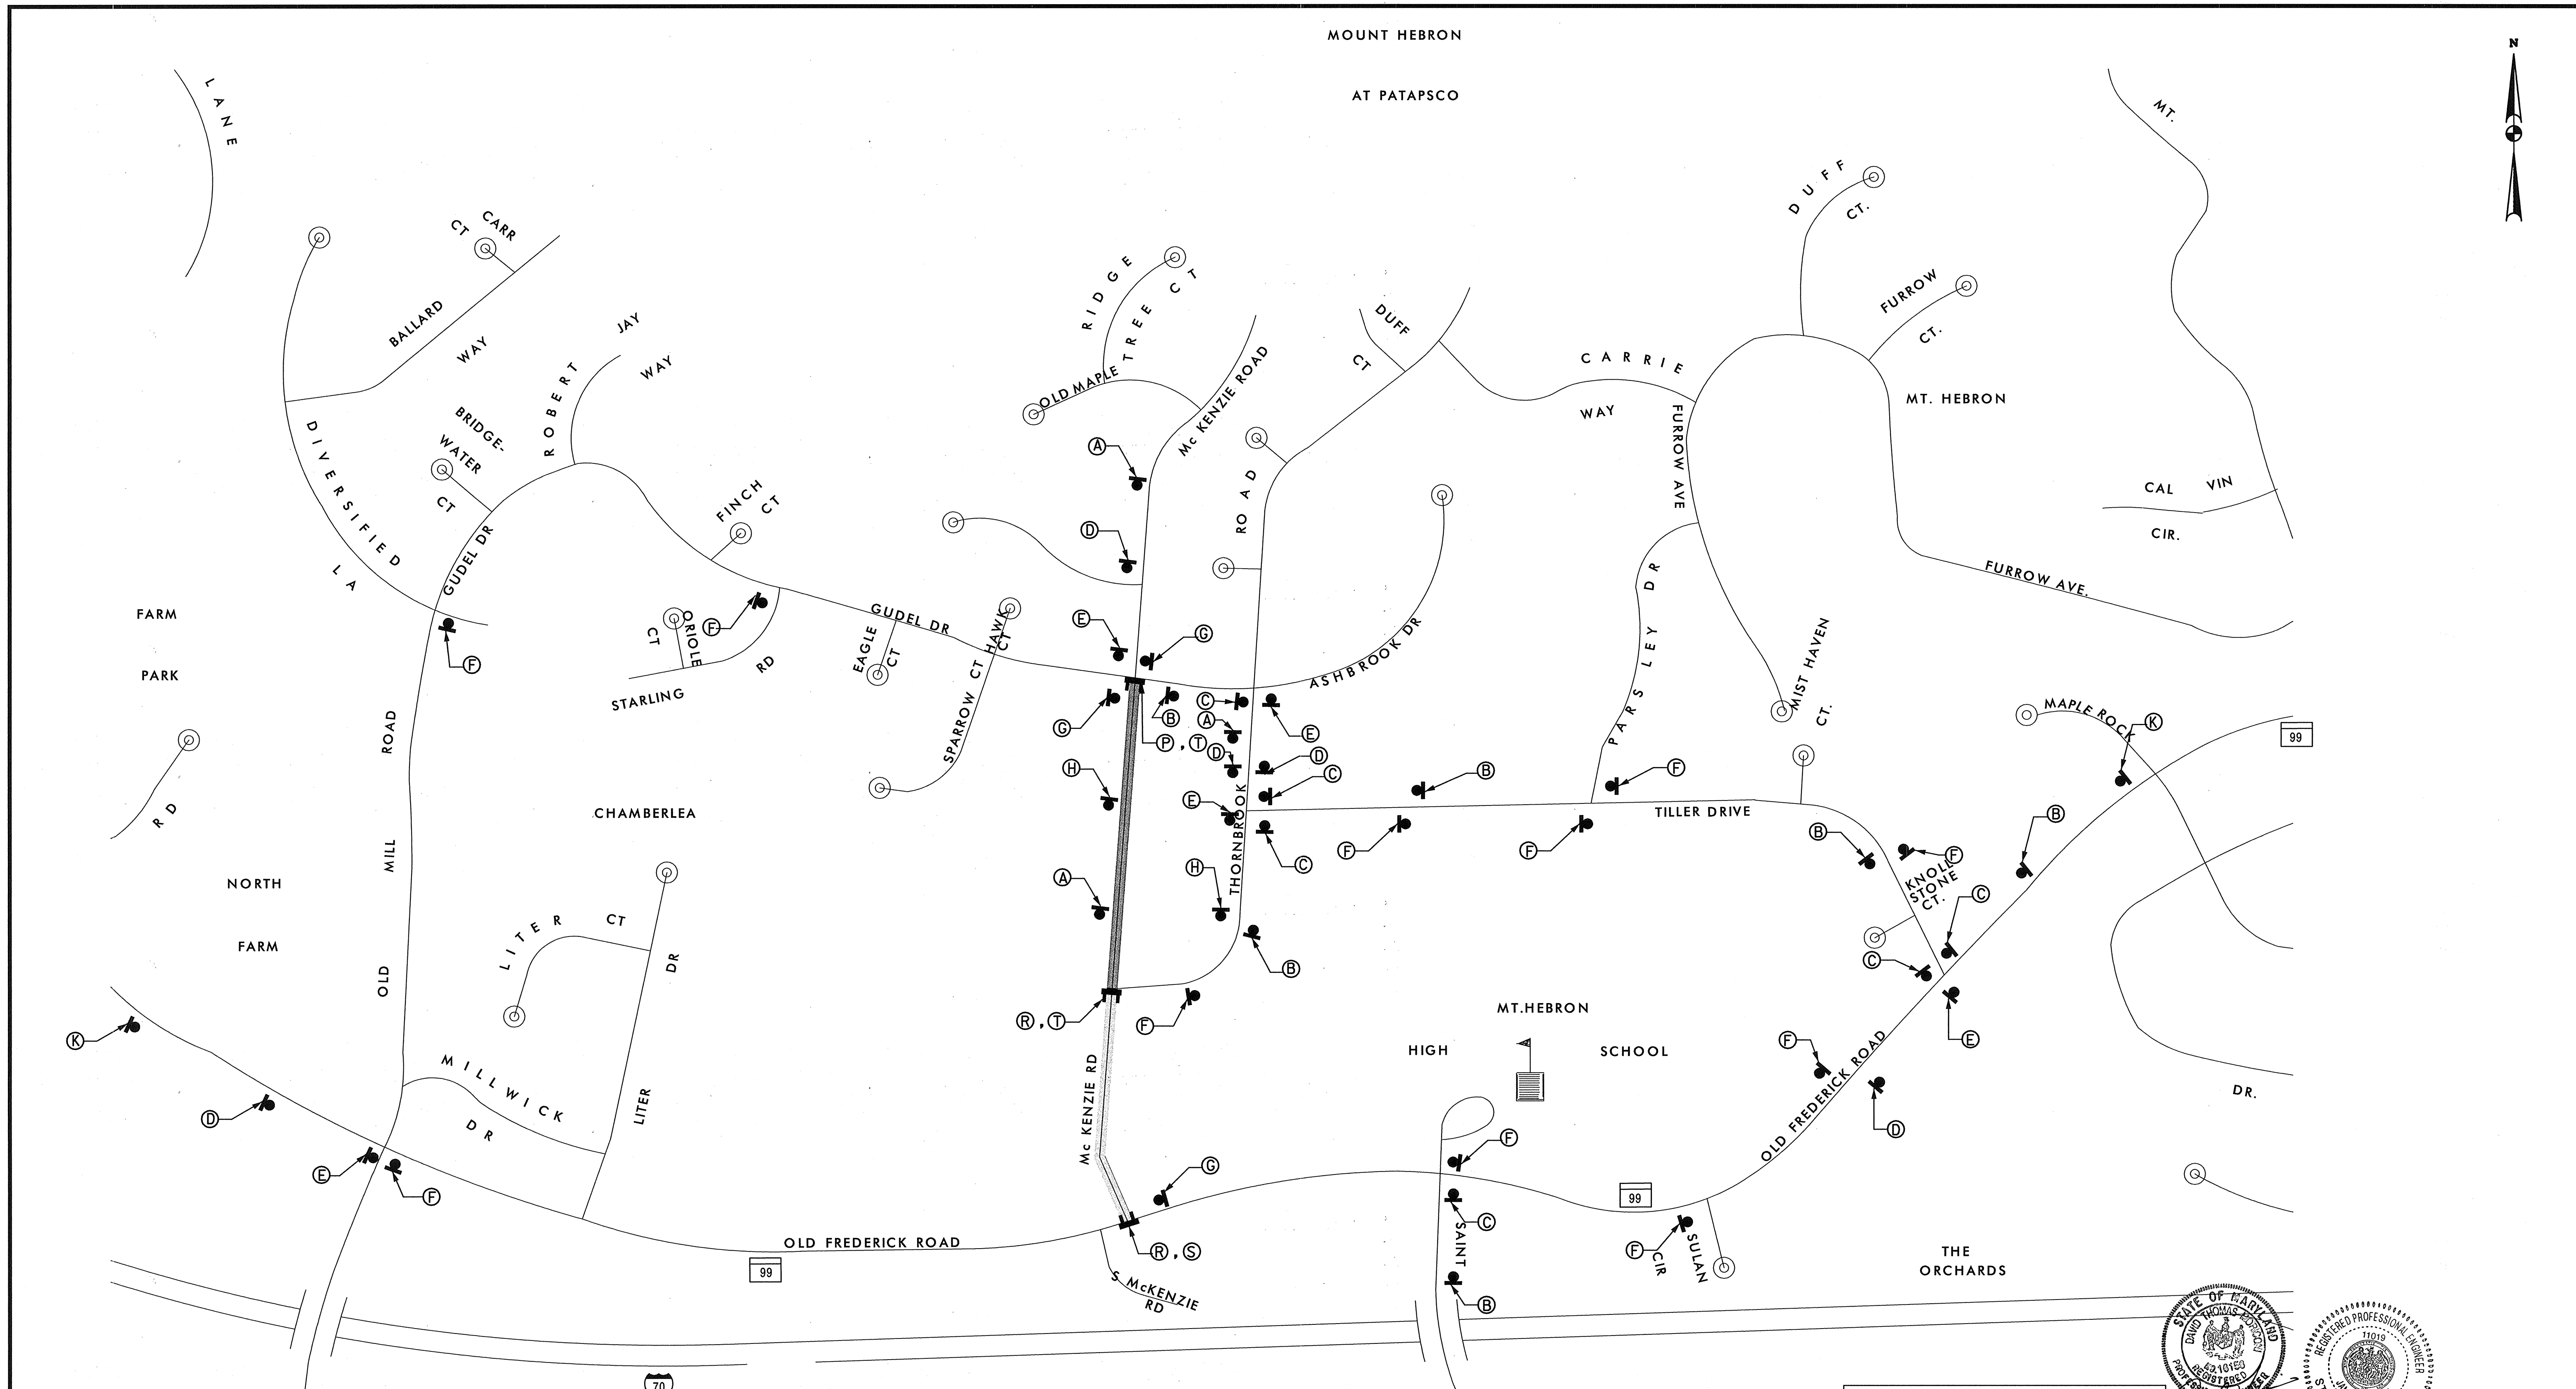 MOUNT HEBRON
AT PATAPSCO
N
LANE
MT.
DUFF
CT.
CARR
CT
RIDGE
TREE CT
FURROW
CT.
BALLARD
WAY
JAY
WAY
ROBERT
DUFF
CT
CARRIE
WAY
OLD MAPLE
Mc KENZIE ROAD
FURROW AVE
MT. HEBRON
BRIDGE-
WATER
CT
DIVERSIFIED
LA
GUDEL DR
FINCH
CT
A
D
ROAD
CAL VIN
CIR.
FURROW AVE.
FARM
PARK
F
ORIOLE
CT
F
STARLING
RD
GUDEL DR
EAGLE
CT
HAWK
CT
SPARROW CT
E
G
ASHBROOK DR
PARSLEY DR
MIST HAVEN
CT.
G
B
P, T
C
A
D
E
D
C
E
C
H
A
H
B
THORNBROOK
B
F
F
F
TILLER DRIVE
MAPLE ROCK
K
99
B
B
F
KNOLL
STONE
CT.
C
C
E
RD
OLD MILL ROAD
CHAMBERLEA
NORTH
FARM
LITER CT
LITER DR
MILLWICK
DR
K
D
E
F
R, T
F
Mc KENZIE RD
MT.HEBRON
HIGH SCHOOL
F
D
OLD FREDERICK ROAD
DR.
G
F
C
SAINT
B
99
F
SULAN
CIR
OLD FREDERICK ROAD
99
R, S
S McKENZIE
RD
THE
ORCHARDS
70
STATE OF MARYLAND
DAVID THOMAS
REGISTERED
REGISTERED PROFESSIONAL ENGINEER
11019